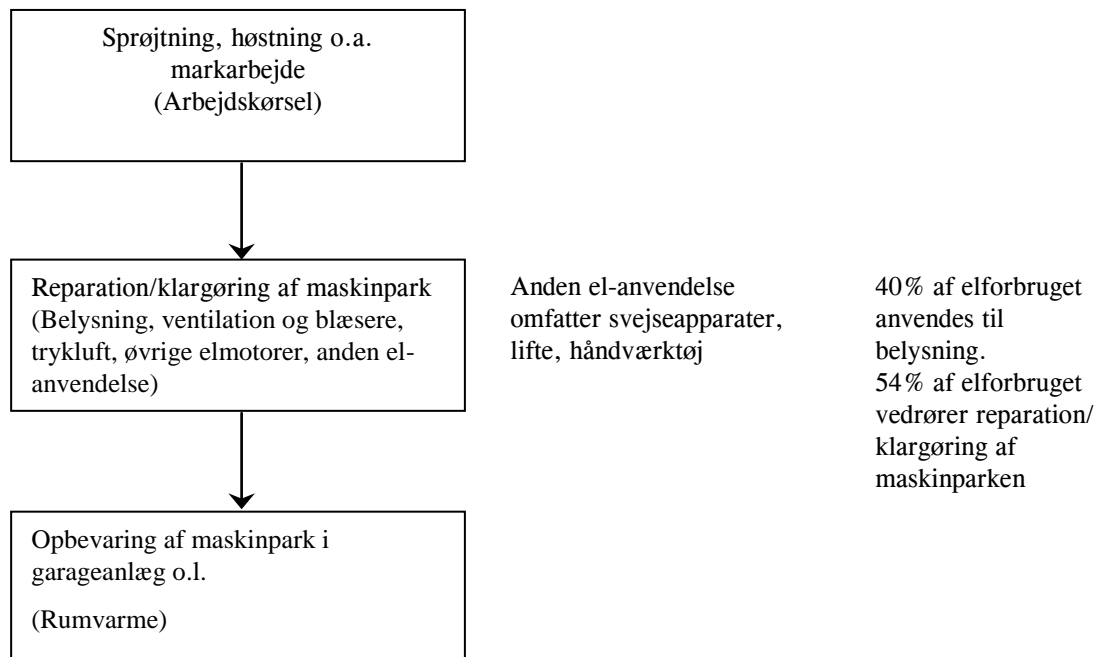 Sprøjtning, høstning o.a.
markarbejde
(Arbejdskørsel)
Reparation/klargøring af maskinpark
(Belysning, ventilation og blæsere,
trykluft, øvrige elmotorer, anden el-
anvendelse)
Anden el-anvendelse
omfatter svejseapparater,
lifte, håndværktøj
40% af elforbruget
anvendes til
belysning.
54% af elforbruget
vedrører reparation/
klargøring af
maskinparken
Opbevaring af maskinpark i
garageanlæg o.l.
(Rumvarme)